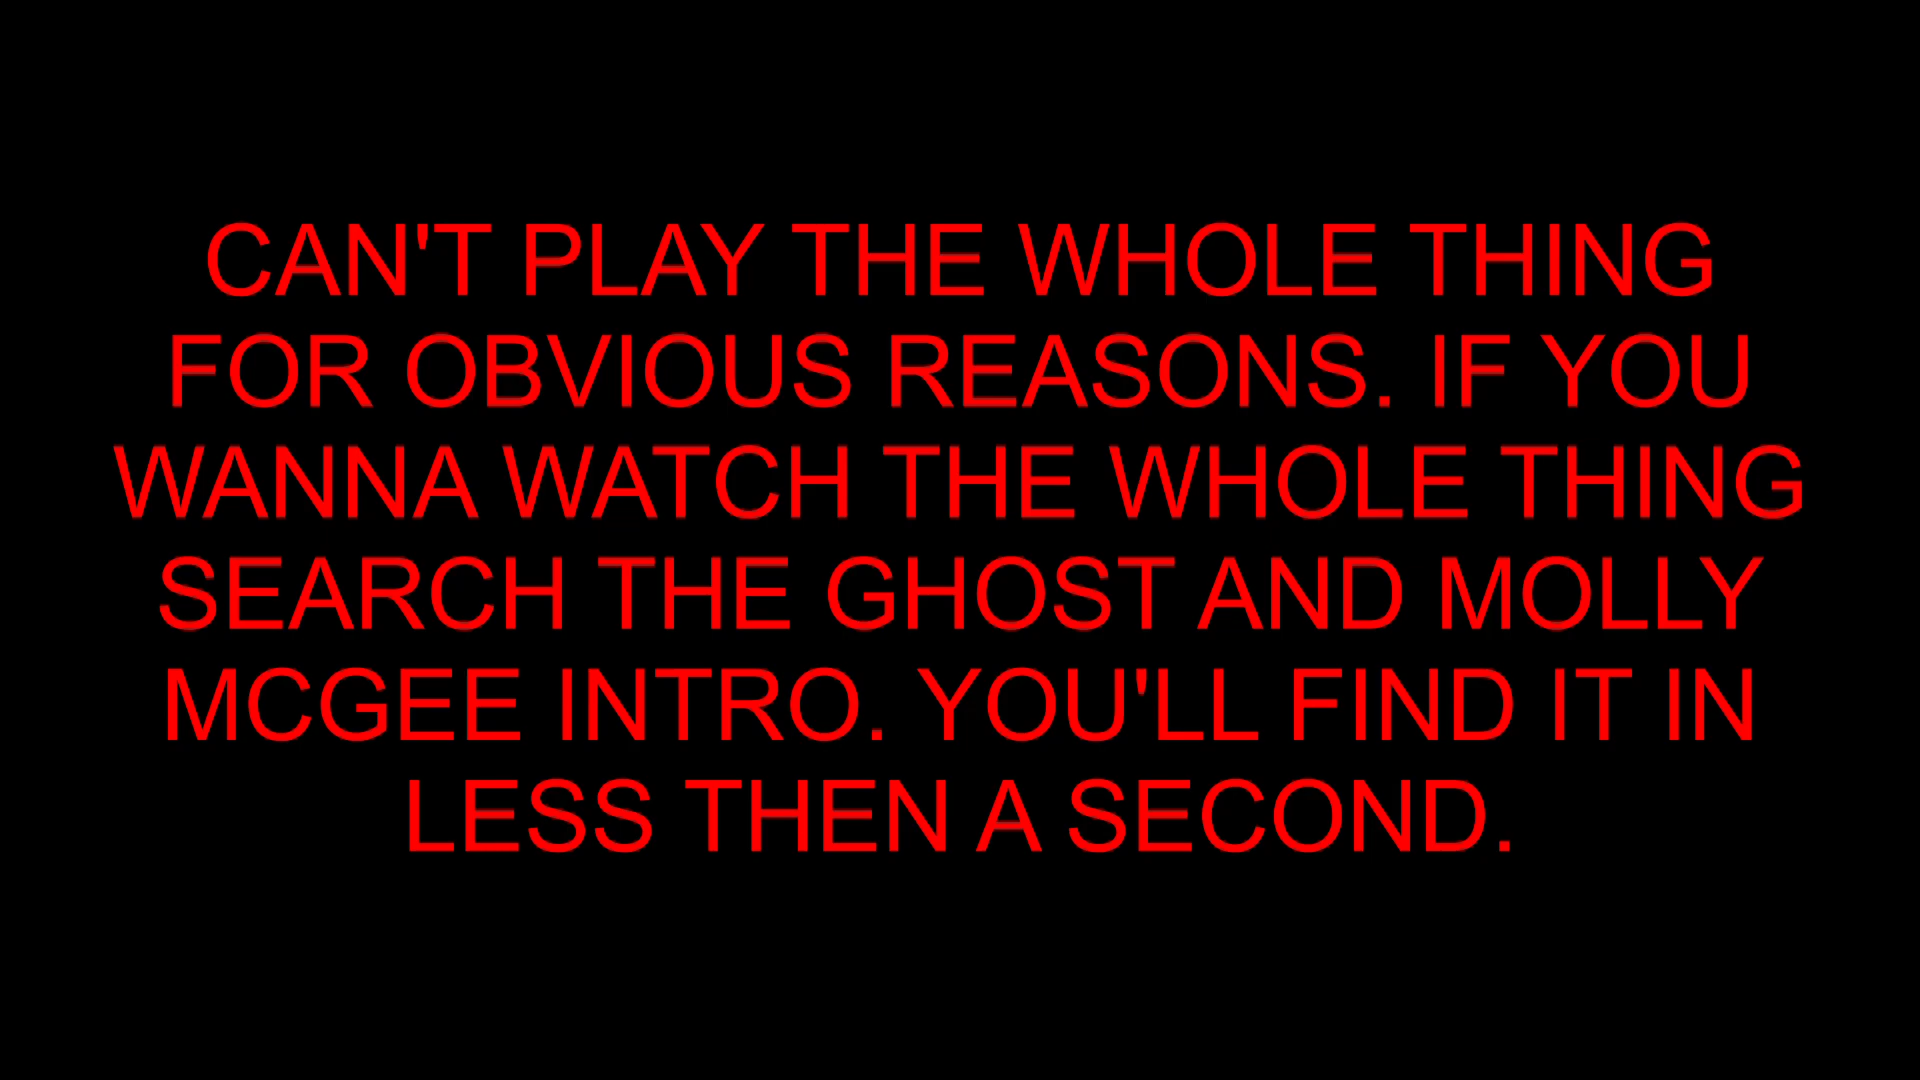 CAN'T PLAY THE WHOLE THING
FOR OBVIOUS REASONS. IF YOU
WANNA WATCH THE WHOLE THING
SEARCH THE GHOST AND MOLLY
MCGEE INTRO. YOU'LL FIND IT IN
LESS THEN A SECOND.